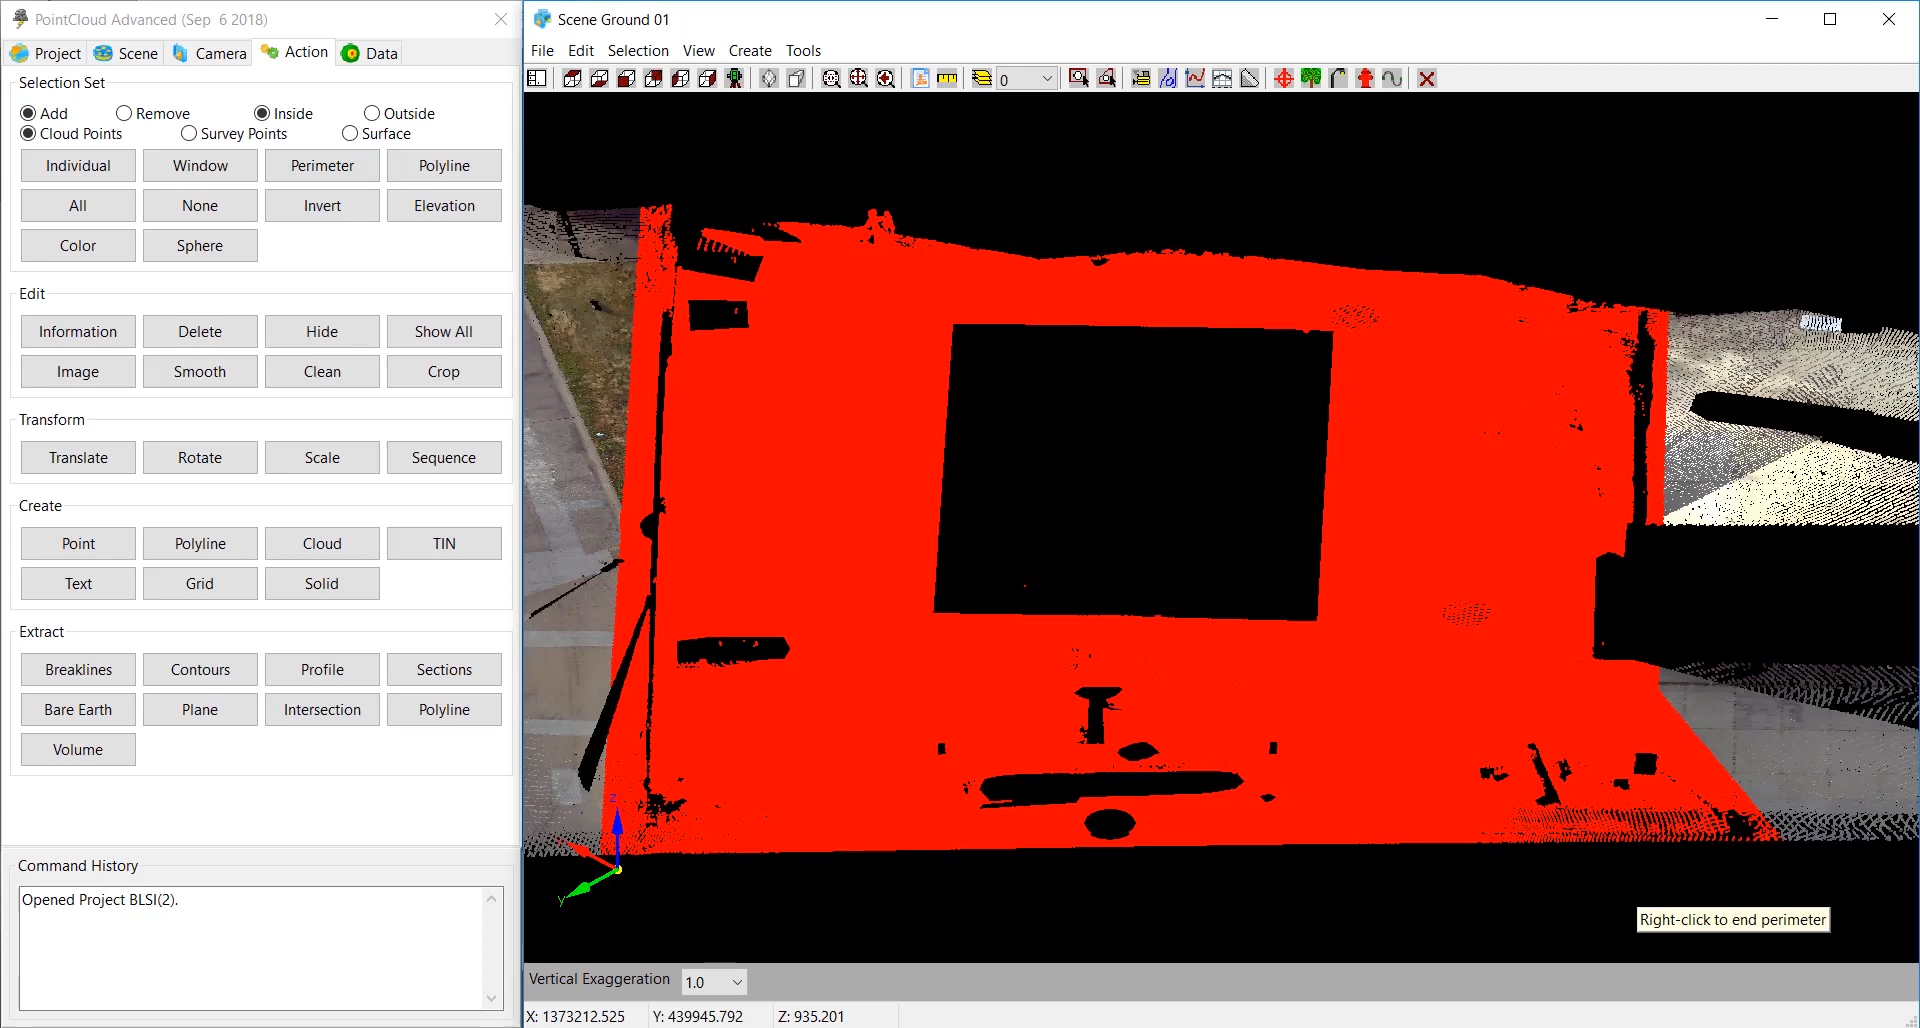 PointCloud Advanced (Sep 6 2018)
Project Scene Camera Action Data
Selection Set
Add Remove Inside Outside
Cloud Points Survey Points Surface
Individual Window Perimeter Polyline
All None Invert Elevation
Color Sphere
Edit
Information Delete Hide Show All
Image Smooth Clean Crop
Transform
Translate Rotate Scale Sequence
Create
Point Polyline Cloud TIN
Text Grid Solid
Extract
Breaklines Contours Profile Sections
Bare Earth Plane Intersection Polyline
Volume
Command History
Opened Project BLSI(2).
Scene Ground 01
File Edit Selection View Create Tools
0
z
y
Right-click to end perimeter
Vertical Exaggeration 1.0
X: 1373212.525 Y: 439945.792 Z: 935.201